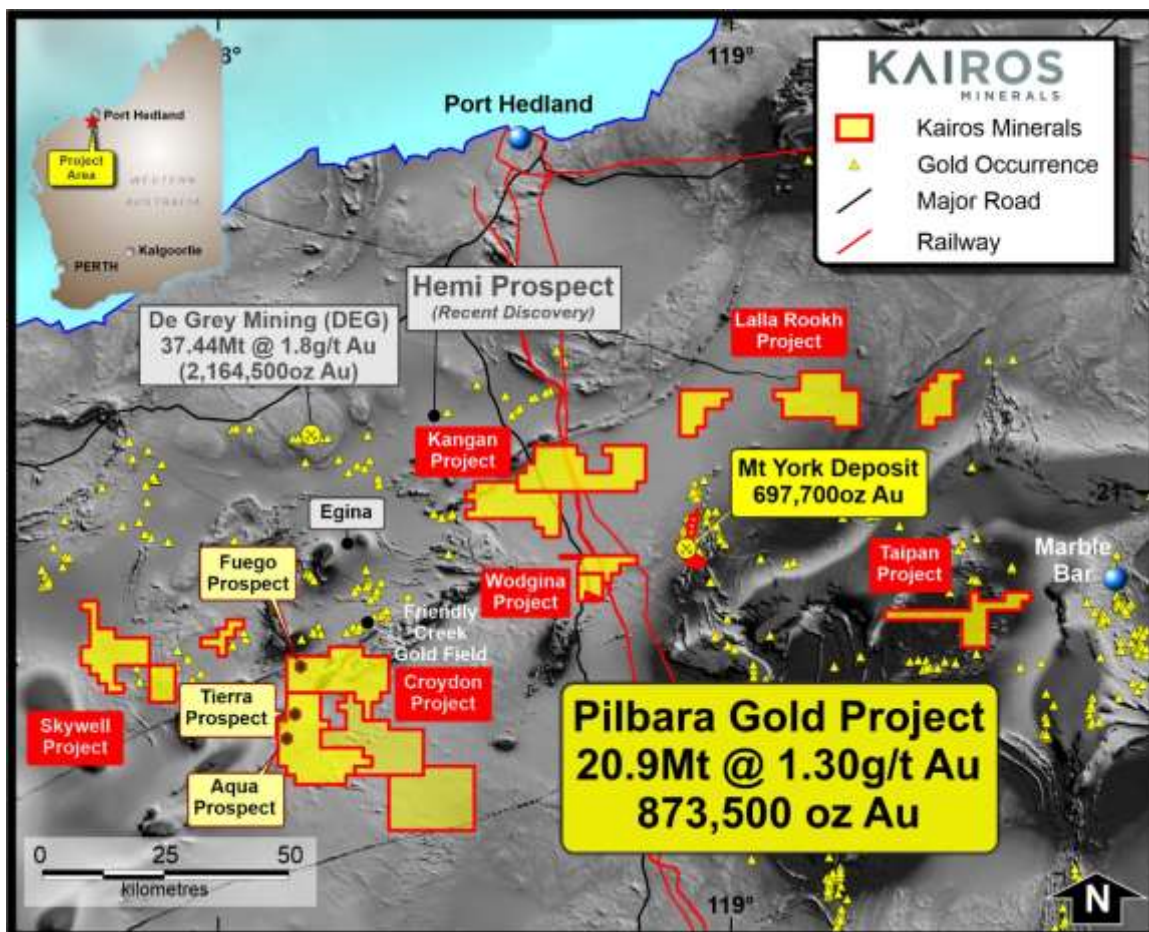 8°
119°
KAIROS
MINERALS
Kairos Minerals
Gold Occurrence
Major Road
Railway
Port Hedland
Project
Area
WESTERN
AUSTRALIA
Kalgoorlie
PERTH
Port Hedland
Hemi Prospect
(Recent Discovery)
De Grey Mining (DEG)
37.44Mt @ 1.8g/t Au
(2,164,500oz Au)
Lalla Rookh
Project
Kangan
Project
Mt York Deposit
697,700oz Au
-21
Egina
Fuego
Prospect
Wodgina
Project
Taipan
Project
Marble
Bar
Friendly
Creek
Gold Field
Croydon
Project
Skywell
Project
Tierra
Prospect
Aqua
Prospect
Pilbara Gold Project
20.9Mt @ 1.30g/t Au
873,500 oz Au
0 25 50
kilometres
119°
N